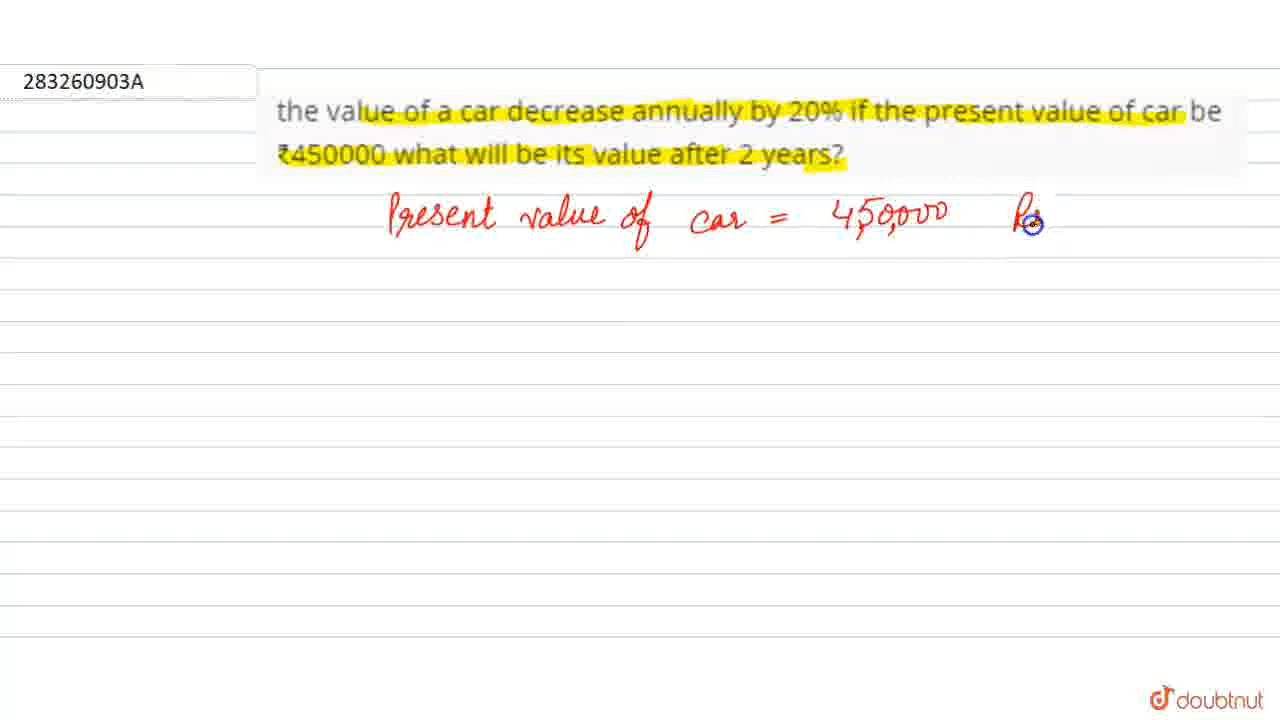 283260903A
the value of a car decrease annually by 20% if the present value of car be
₹450000 what will be its value after 2 years?
Present value of car = 4,50,000 Rs
doubtnut